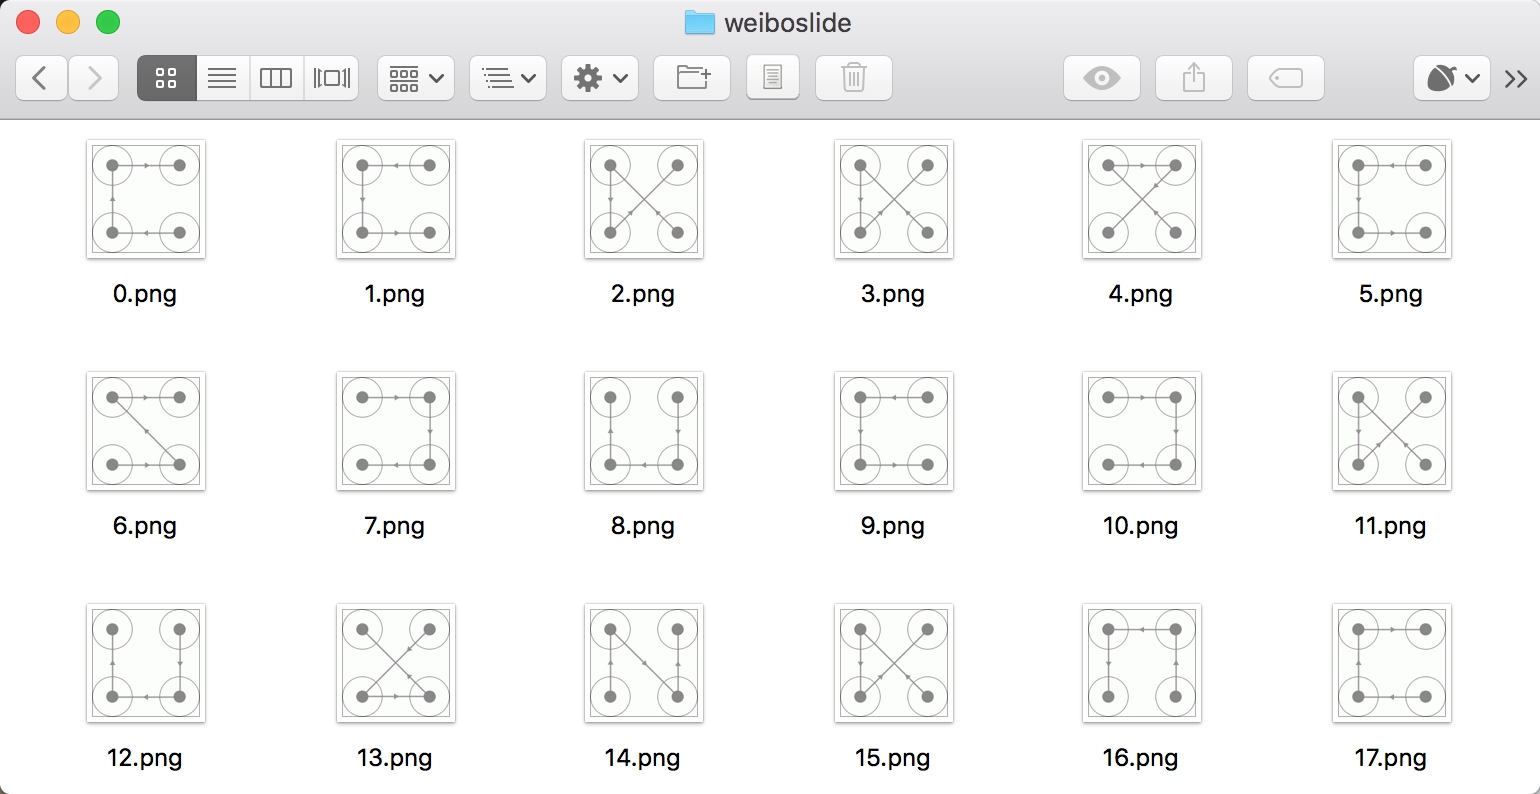 weiboslide
0.png 1.png 2.png 3.png 4.png 5.png
6.png 7.png 8.png 9.png 10.png 11.png
12.png 13.png 14.png 15.png 16.png 17.png